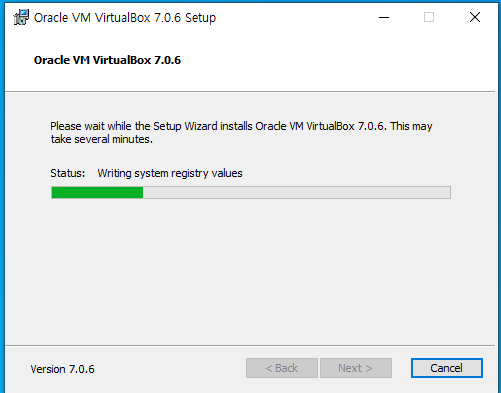 Oracle VM VirtualBox 7.0.6 Setup
Oracle VM VirtualBox 7.0.6
Please wait while the Setup Wizard installs Oracle VM VirtualBox 7.0.6. This may
take several minutes.
Status: Writing system registry values
Version 7.0.6
< Back Next > Cancel